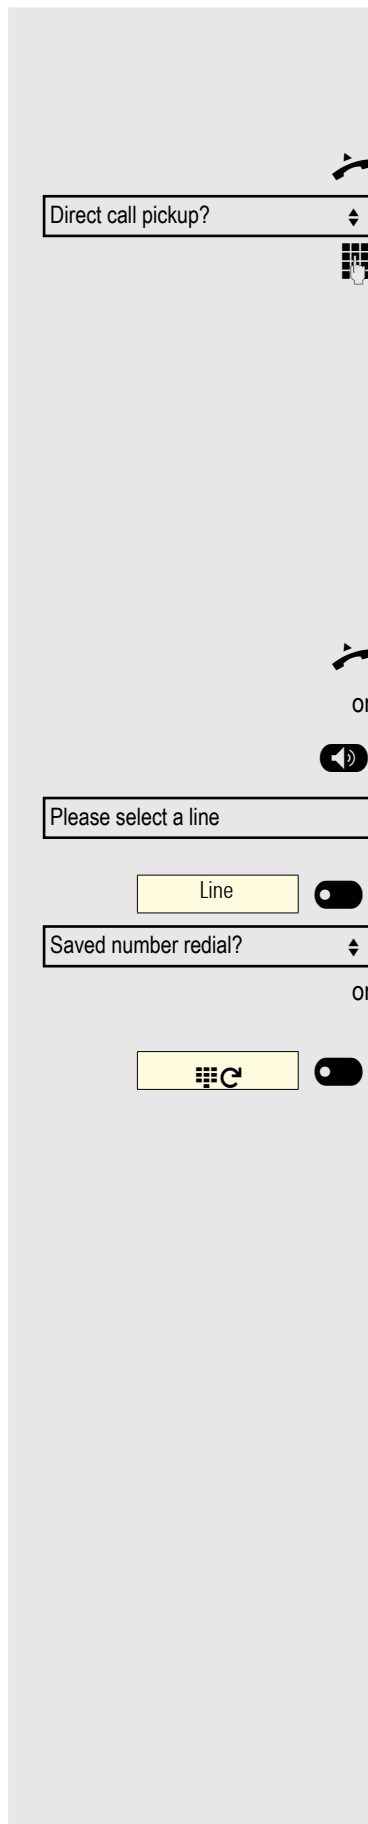 Direct call pickup?
or
Please select a line
Line
Saved number redial?
or